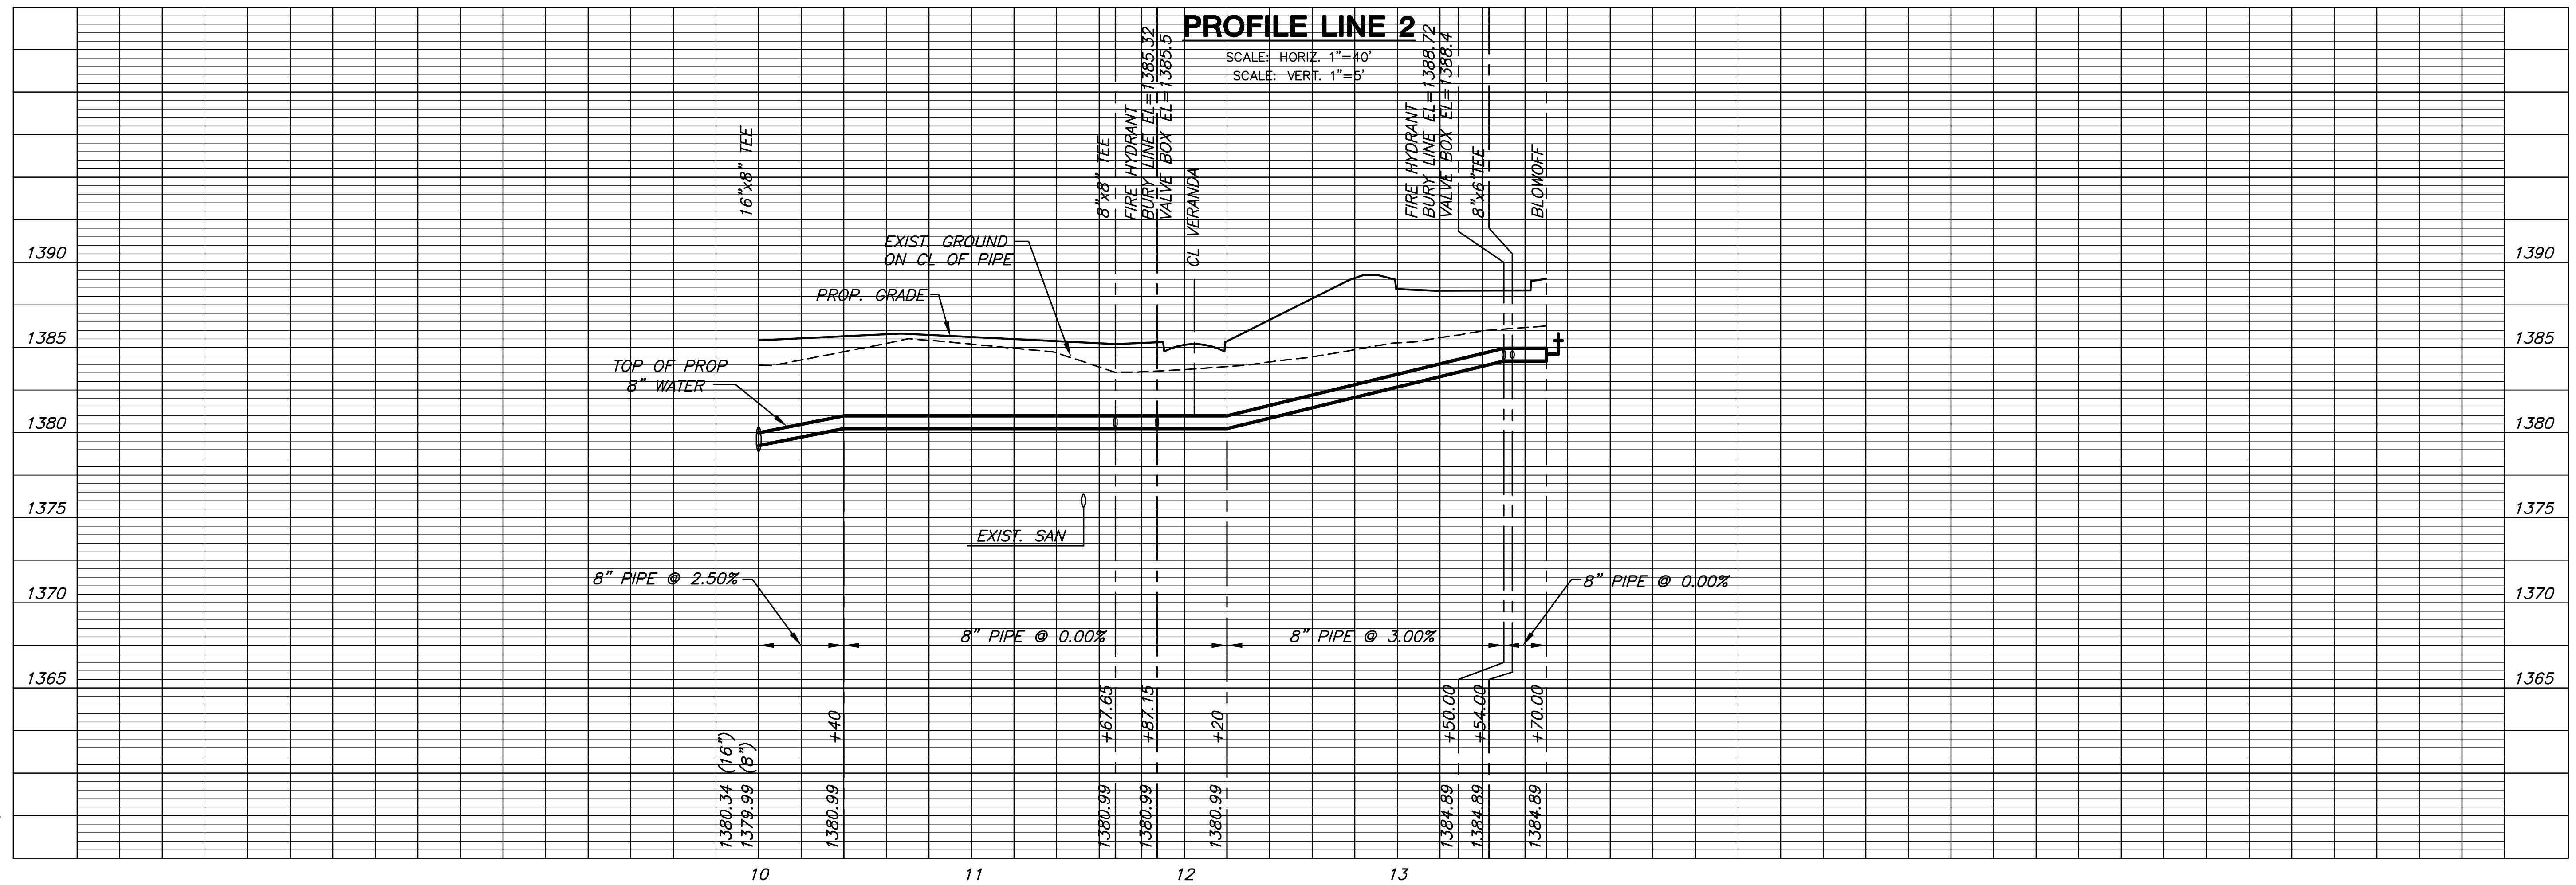 PROFILE LINE 2
SCALE: HORIZ. 1"=40'
SCALE: VERT. 1"=5'
16"x8" TEE
8"x8" TEE
FIRE HYDRANT
BURY LINE EL=1385.32
VALVE BOX EL=1385.5
CL VERANDA
FIRE HYDRANT
BURY LINE EL=1388.72
VALVE BOX EL=1388.4
8"x6"TEE
BLOWOFF
EXIST. GROUND
ON CL OF PIPE
PROP. GRADE
TOP OF PROP
8" WATER
EXIST. SAN
8" PIPE @ 2.50%
8" PIPE @ 0.00%
8" PIPE @ 3.00%
8" PIPE @ 0.00%
1390
1385
1380
1375
1370
1365
1390
1385
1380
1375
1370
1365
+40
+67.65
+87.15
+20
+50.00
+54.00
+70.00
1380.34 (16")
1379.99 (8")
1380.99
1380.99
1380.99
1380.99
1384.89
1384.89
1384.89
10
11
12
13